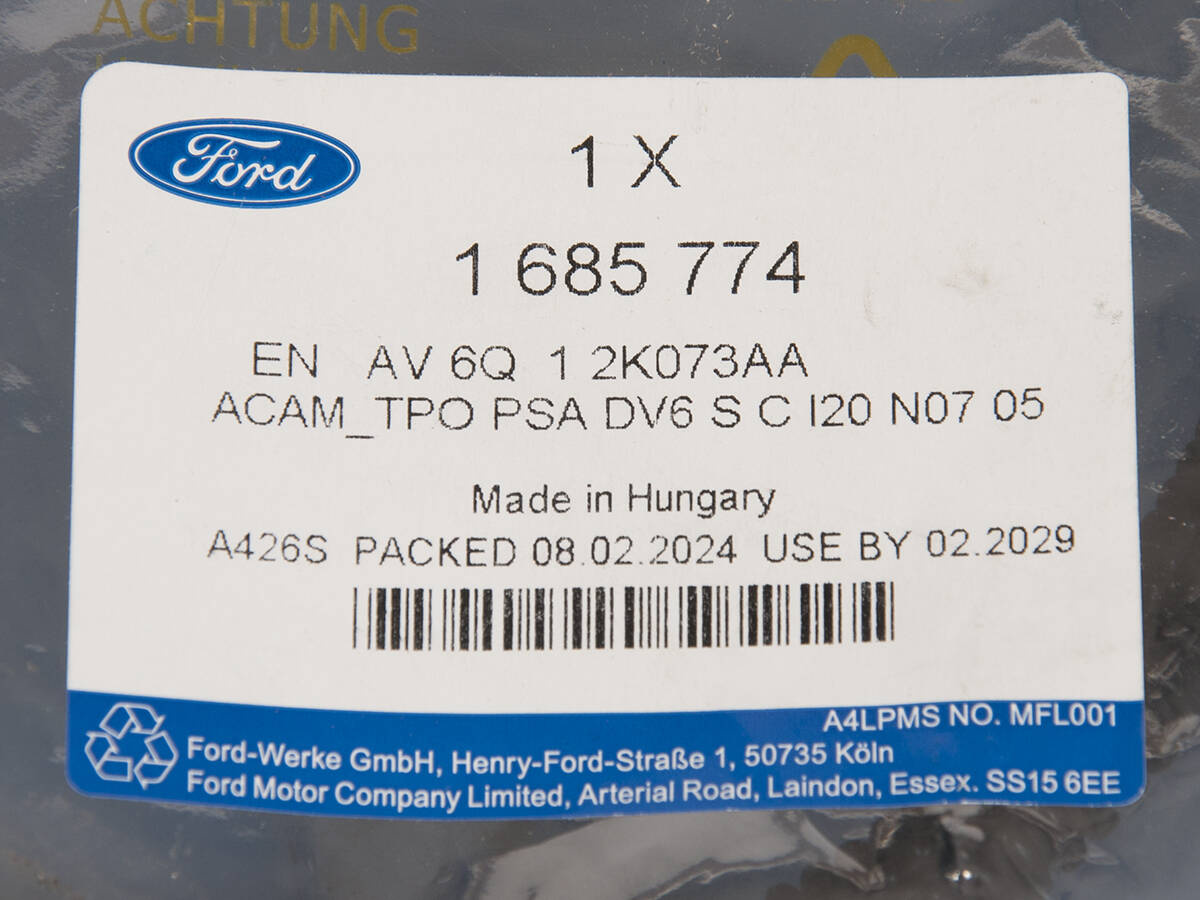 ACHTUNG
Ford
1 X
1 685 774
EN AV 6Q 1 2K073AA
ACAM_TPO PSA DV6 S C I20 N07 05
Made in Hungary
A426S PACKED 08.02.2024 USE BY 02.2029
A4LPMS NO. MFL001
Ford-Werke GmbH, Henry-Ford-Straße 1, 50735 Köln
Ford Motor Company Limited, Arterial Road, Laindon, Essex. SS15 6EE